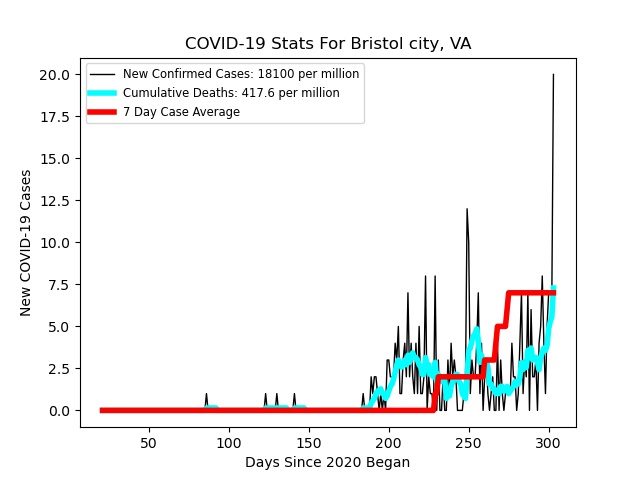 COVID-19 Stats For Bristol city, VA
New Confirmed Cases: 18100 per million
Cumulative Deaths: 417.6 per million
7 Day Case Average
20.0
17.5
15.0
12.5
10.0
7.5
5.0
2.5
0.0
New COVID-19 Cases
50 100 150 200 250 300
Days Since 2020 Began